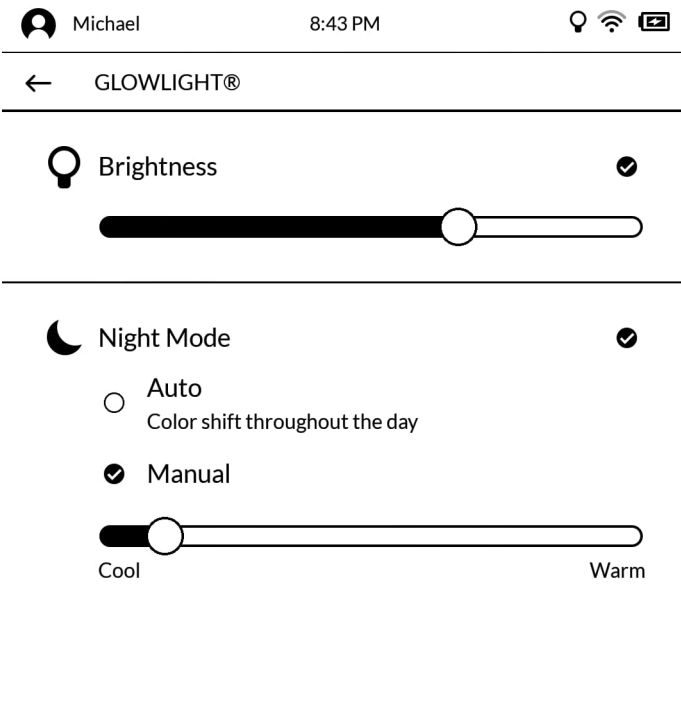 Michael 8:43 PM
GLOWLIGHT®
Brightness
Night Mode
Auto
Color shift throughout the day
Manual
Cool Warm